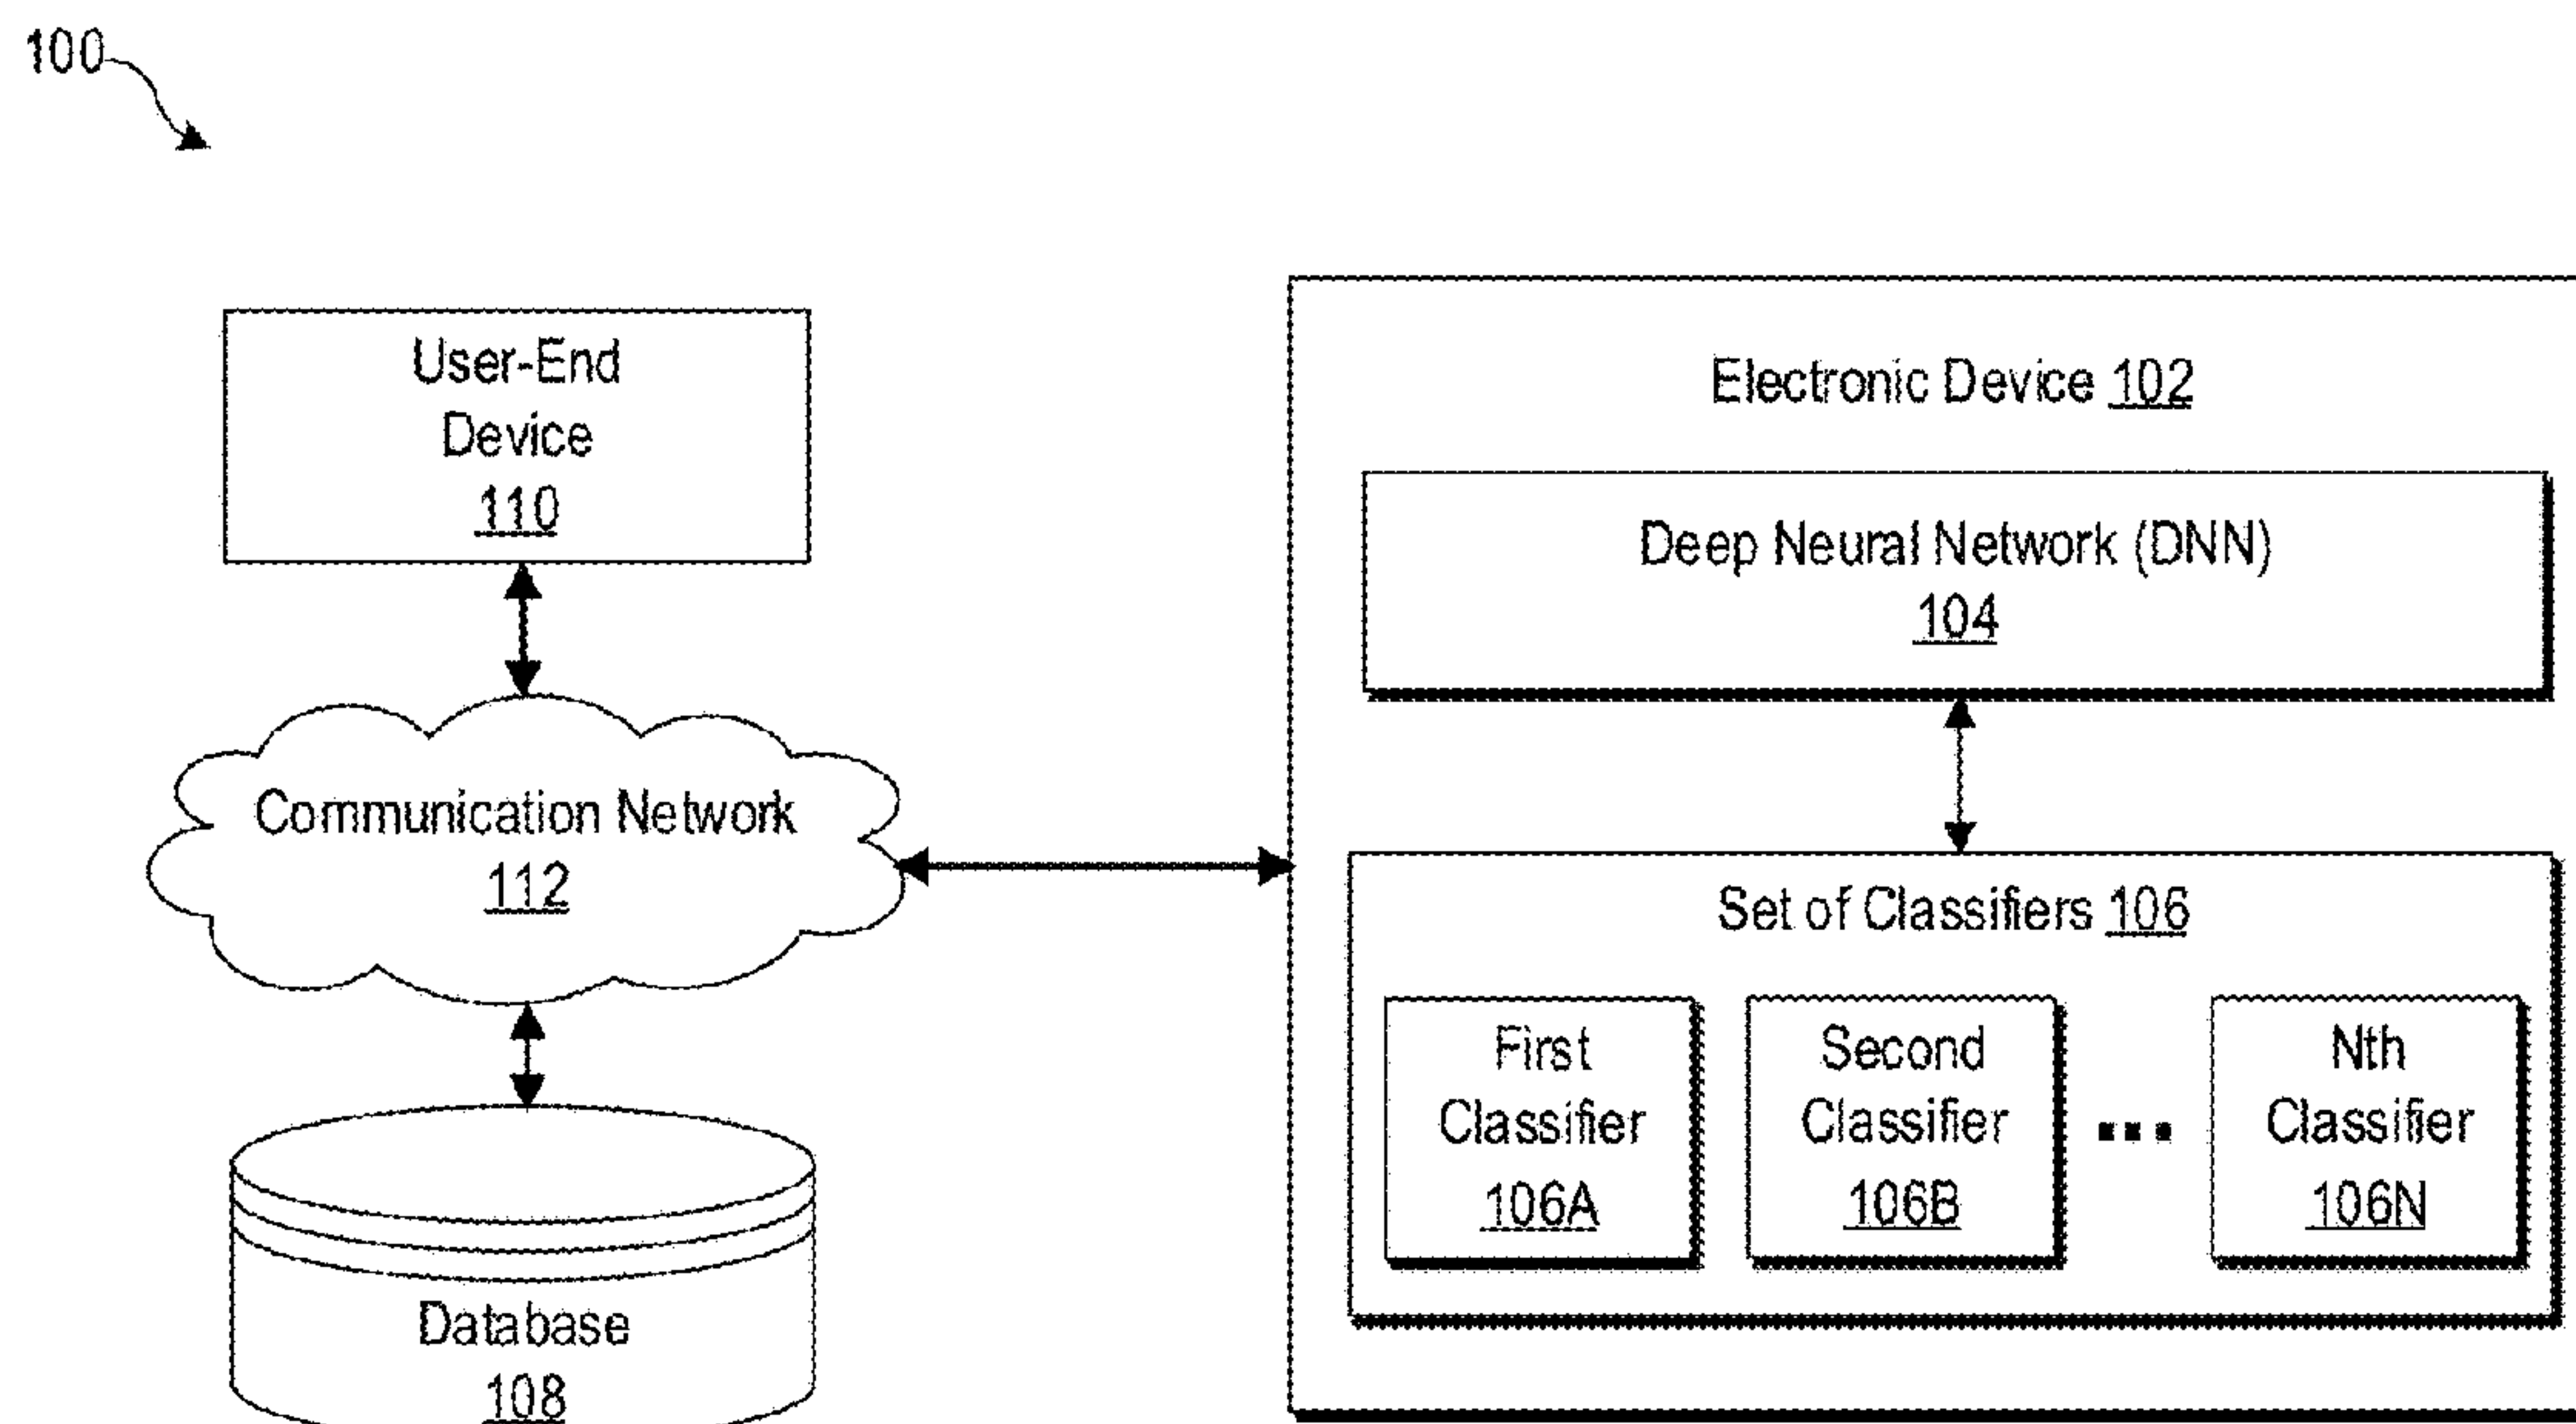 100
User-End
Device
110
Communication Network
112
Database
108
Electronic Device 102
Deep Neural Network (DNN)
104
Set of Classifiers 106
First
Classifier
106A
Second
Classifier
106B
...
Nth
Classifier
106N